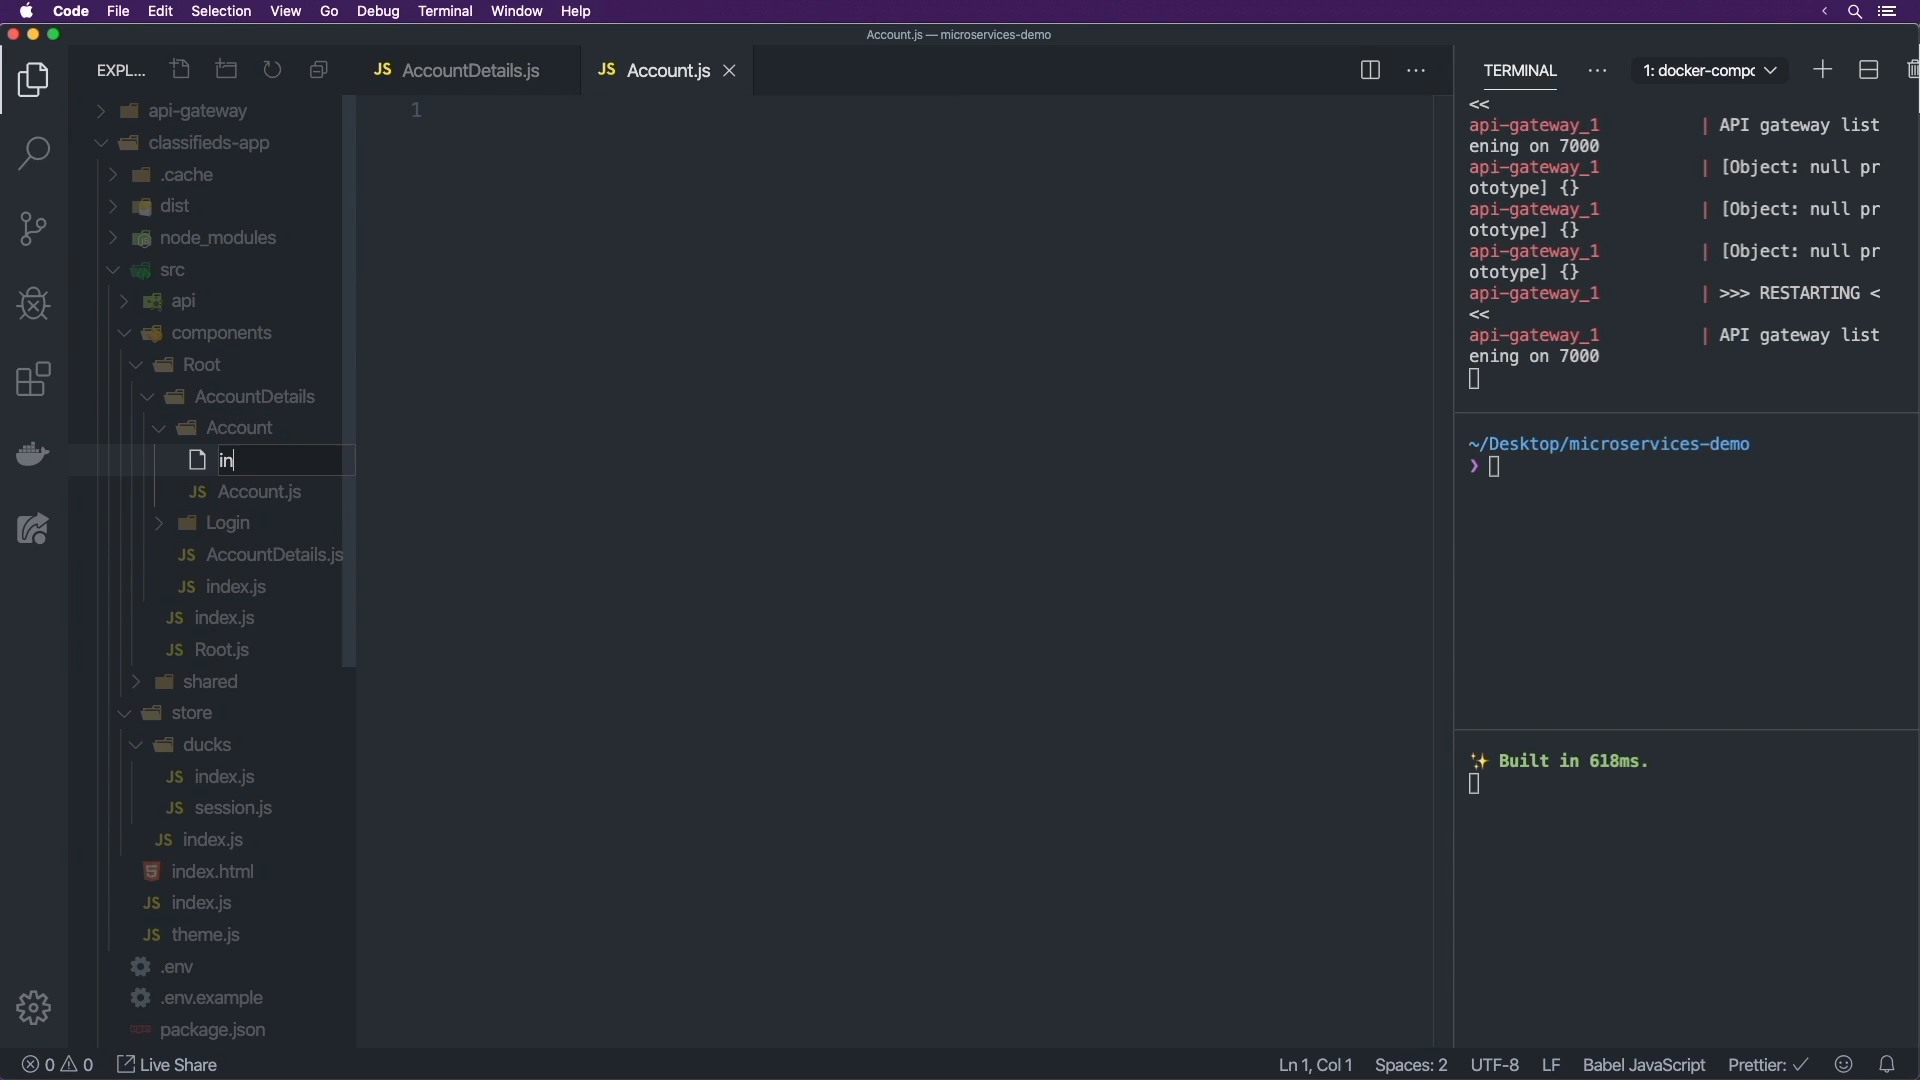 Code File Edit Selection View Go Debug Terminal Window Help
Account.js — microservices-demo
EXPL...
JS AccountDetails.js
JS Account.js
api-gateway
classifieds-app
.cache
dist
node_modules
src
api
components
Root
AccountDetails
Account
in
JS Account.js
Login
JS AccountDetails.js
JS index.js
JS index.js
JS Root.js
shared
store
ducks
JS index.js
JS session.js
JS index.js
5 index.html
JS index.js
JS theme.js
.env
.env.example
package.json
1
TERMINAL ... 1: docker-compc
<<
api-gateway_1 | API gateway list
ening on 7000
api-gateway_1 | [Object: null pr
ototype] {}
api-gateway_1 | [Object: null pr
ototype] {}
api-gateway_1 | [Object: null pr
ototype] {}
api-gateway_1 | >>> RESTARTING <
<<
api-gateway_1 | API gateway list
ening on 7000
~/Desktop/microservices-demo
❯
✨ Built in 618ms.
0 0 Live Share
Ln 1, Col 1 Spaces: 2 UTF-8 LF Babel JavaScript Prettier: ✓